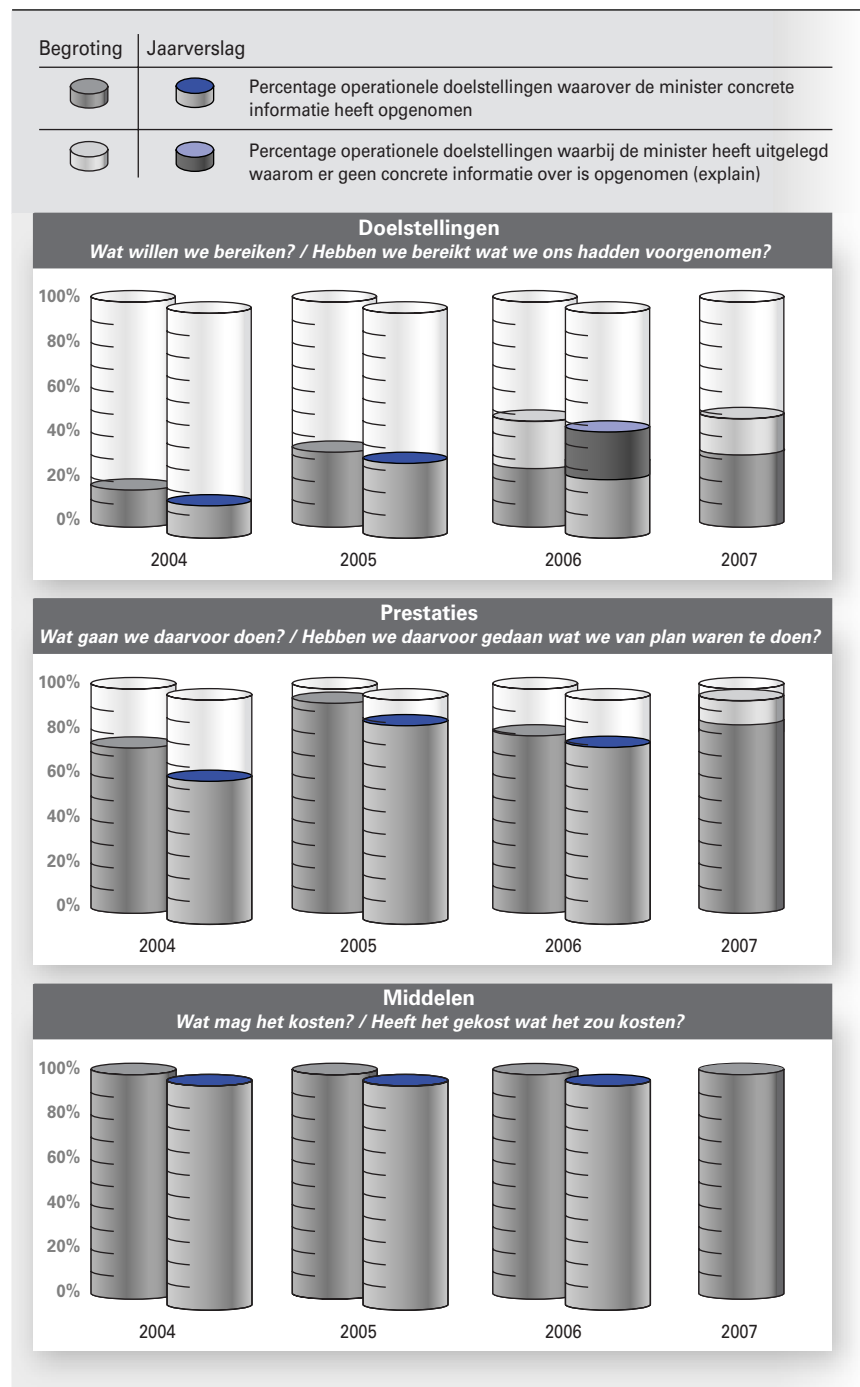 Begroting Jaarverslag
Percentage operationele doelstellingen waarover de minister concrete
informatie heeft opgenomen
Percentage operationele doelstellingen waarbij de minister heeft uitgelegd
waarom er geen concrete informatie over is opgenomen (explain)
Doelstellingen
Wat willen we bereiken? / Hebben we bereikt wat we ons hadden voorgenomen?
100%
80%
60%
40%
20%
0%
2004 2005 2006 2007
Prestaties
Wat gaan we daarvoor doen? / Hebben we daarvoor gedaan wat we van plan waren te doen?
100%
80%
60%
40%
20%
0%
2004 2005 2006 2007
Middelen
Wat mag het kosten? / Heeft het gekost wat het zou kosten?
100%
80%
60%
40%
20%
0%
2004 2005 2006 2007